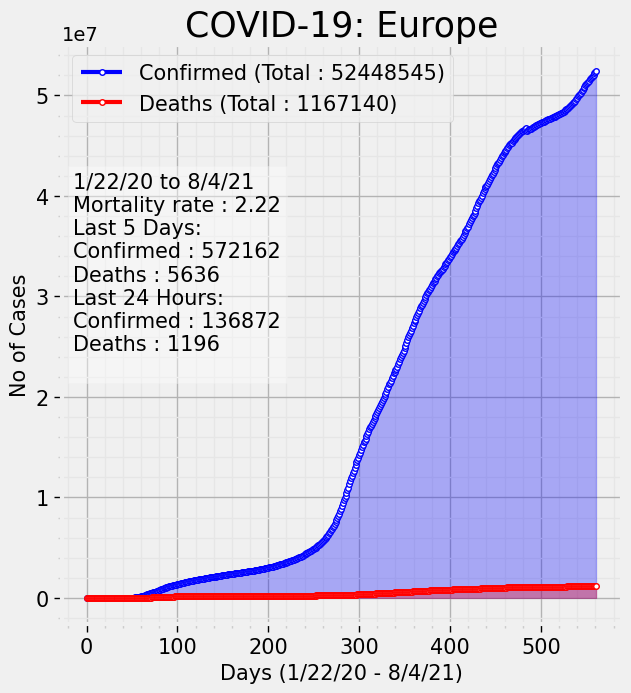 COVID-19: Europe
1e7
Confirmed (Total : 52448545)
Deaths (Total : 1167140)
1/22/20 to 8/4/21
Mortality rate : 2.22
Last 5 Days:
Confirmed : 572162
Deaths : 5636
Last 24 Hours:
Confirmed : 136872
Deaths : 1196
No of Cases
5
4
3
2
1
0
0 100 200 300 400 500
Days (1/22/20 - 8/4/21)